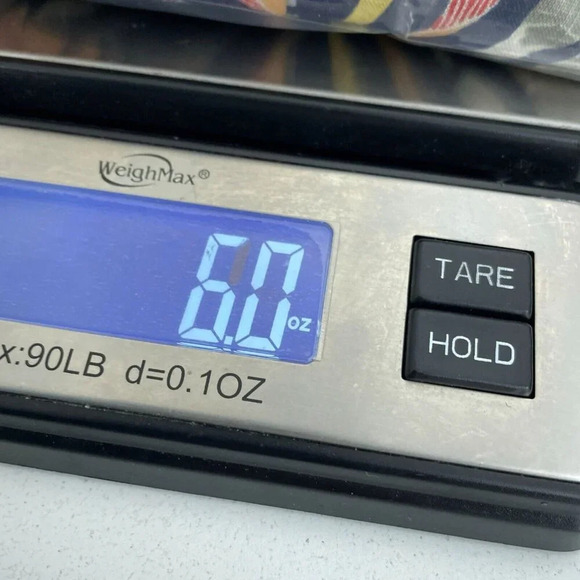 WeighMax®
6.0 oz
TARE
HOLD
x:90LB d=0.1OZ